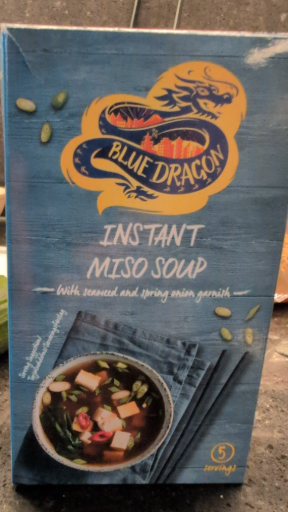 BLUE DRAGON
INSTANT
MISO SOUP
With seaweed and spring onion garnish
5
servings